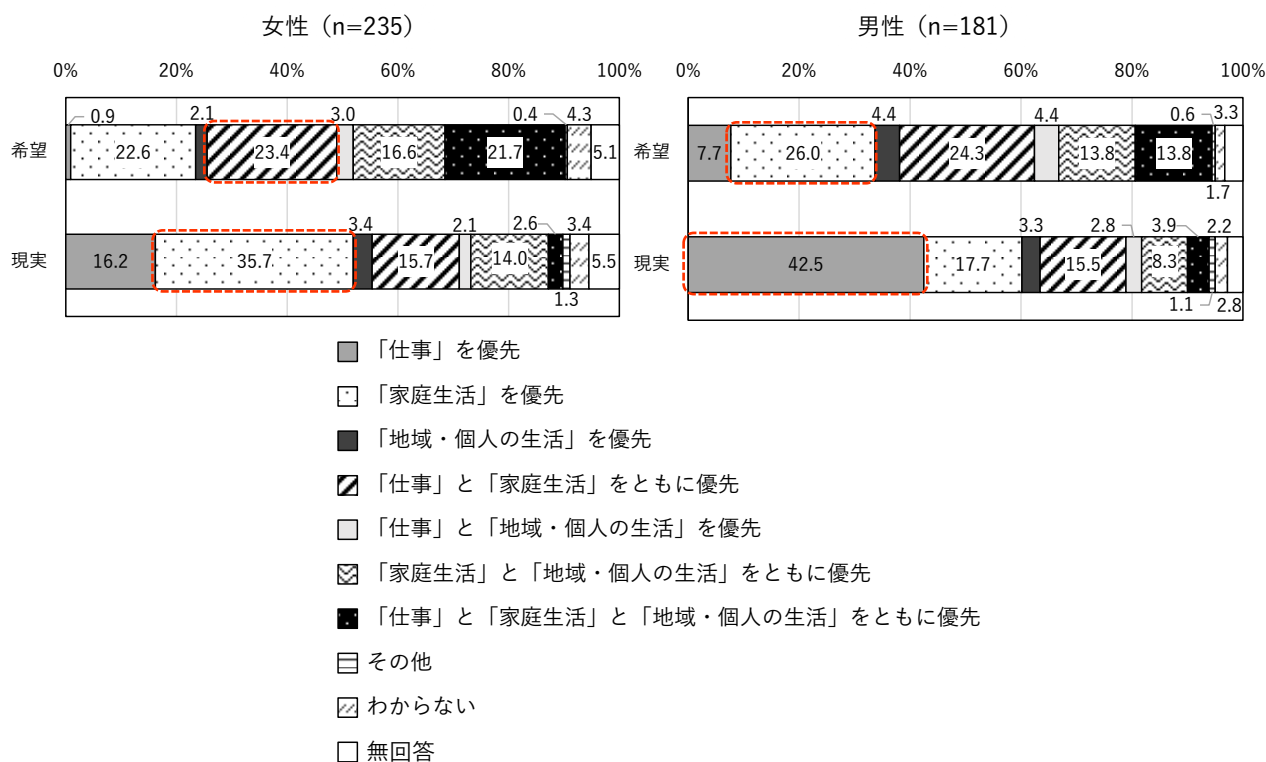 女性（n=235）
0% 20% 40% 60% 80% 100%
希望
0.9 22.6 2.1 23.4 3.0 16.6 21.7 0.4 4.3 5.1
現実
16.2 35.7 3.4 15.7 2.1 14.0 2.6 1.3 3.4 5.5
男性（n=181）
0% 20% 40% 60% 80% 100%
希望
7.7 26.0 4.4 24.3 4.4 13.8 13.8 0.6 1.7 3.3
現実
42.5 17.7 3.3 15.5 2.8 8.3 3.9 1.1 2.2 2.8
「仕事」を優先
「家庭生活」を優先
「地域・個人の生活」を優先
「仕事」と「家庭生活」をともに優先
「仕事」と「地域・個人の生活」を優先
「家庭生活」と「地域・個人の生活」をともに優先
「仕事」と「家庭生活」と「地域・個人の生活」をともに優先
その他
わからない
無回答